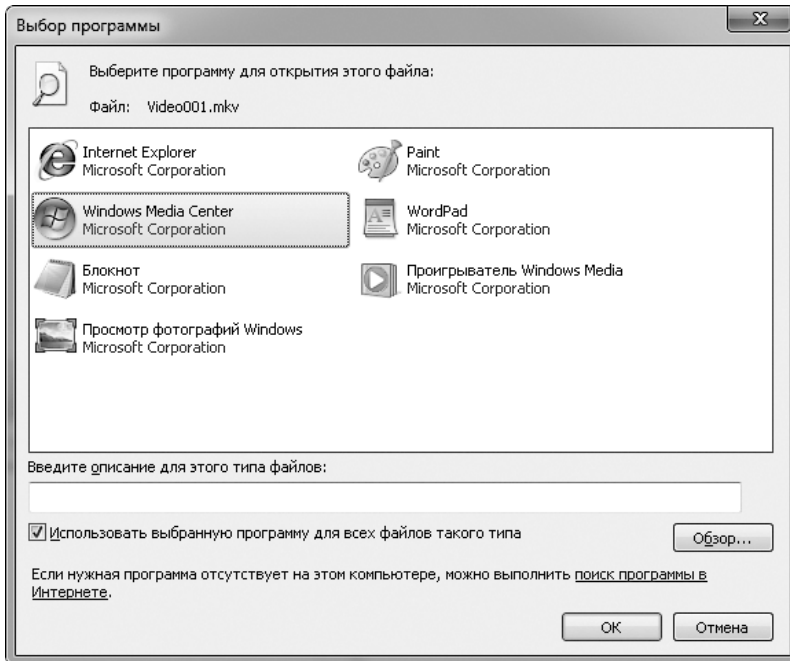 Выбор программы
Выберите программу для открытия этого файла:
Файл: Video001.mkv
Internet Explorer
Microsoft Corporation
Paint
Microsoft Corporation
Windows Media Center
Microsoft Corporation
WordPad
Microsoft Corporation
Блокнот
Microsoft Corporation
Проигрыватель Windows Media
Microsoft Corporation
Просмотр фотографий Windows
Microsoft Corporation
Введите описание для этого типа файлов:
Использовать выбранную программу для всех файлов такого типа
Обзор...
Если нужная программа отсутствует на этом компьютере, можно выполнить поиск программы в
Интернете.
ОК
Отмена